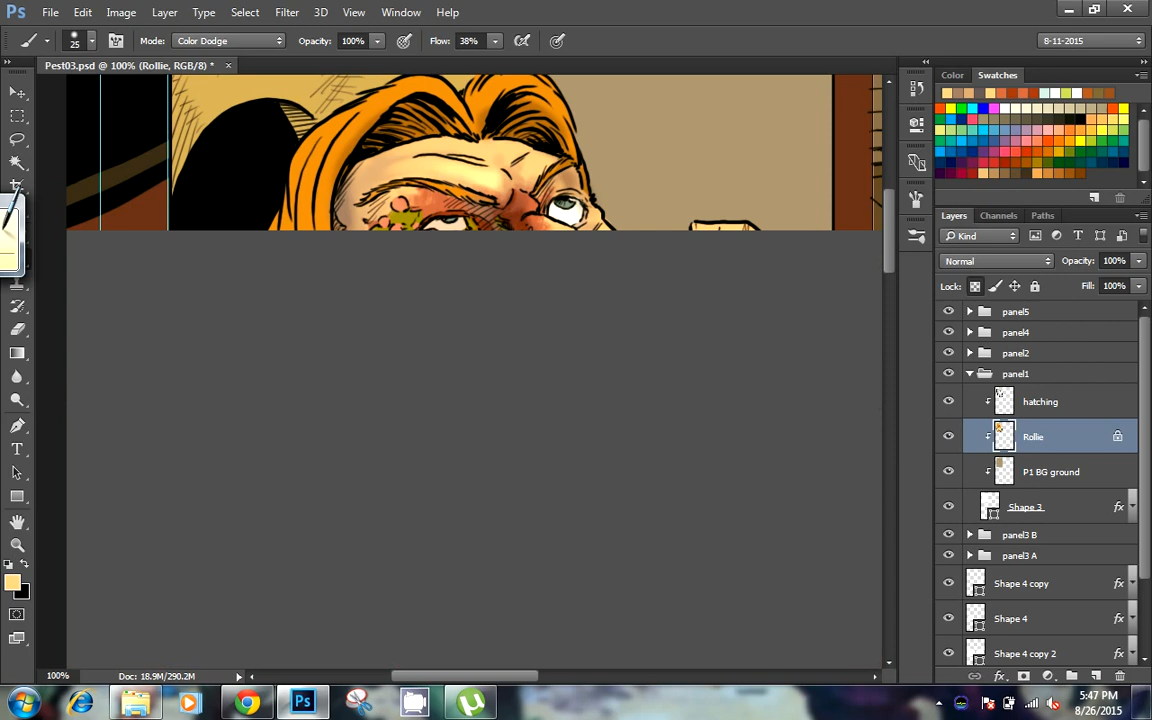 Ps File Edit Image Layer Type Select Filter 3D View Window Help
25 Mode: Color Dodge Opacity: 100% Flow: 38% 8-11-2015
Pest03.psd @ 100% (Rollie, RGB/8) * ×
Color Swatches
Layers Channels Paths
Kind
Normal Opacity: 100%
Lock: Fill: 100%
panel5
panel4
panel2
panel1
hatching
Rollie
P1 BG ground
Shape 3 fx
panel3 B
panel3 A
Shape 4 copy fx
Shape 4 fx
Shape 4 copy 2 fx
100% Doc: 18.9M/290.2M
5:47 PM
8/26/2015